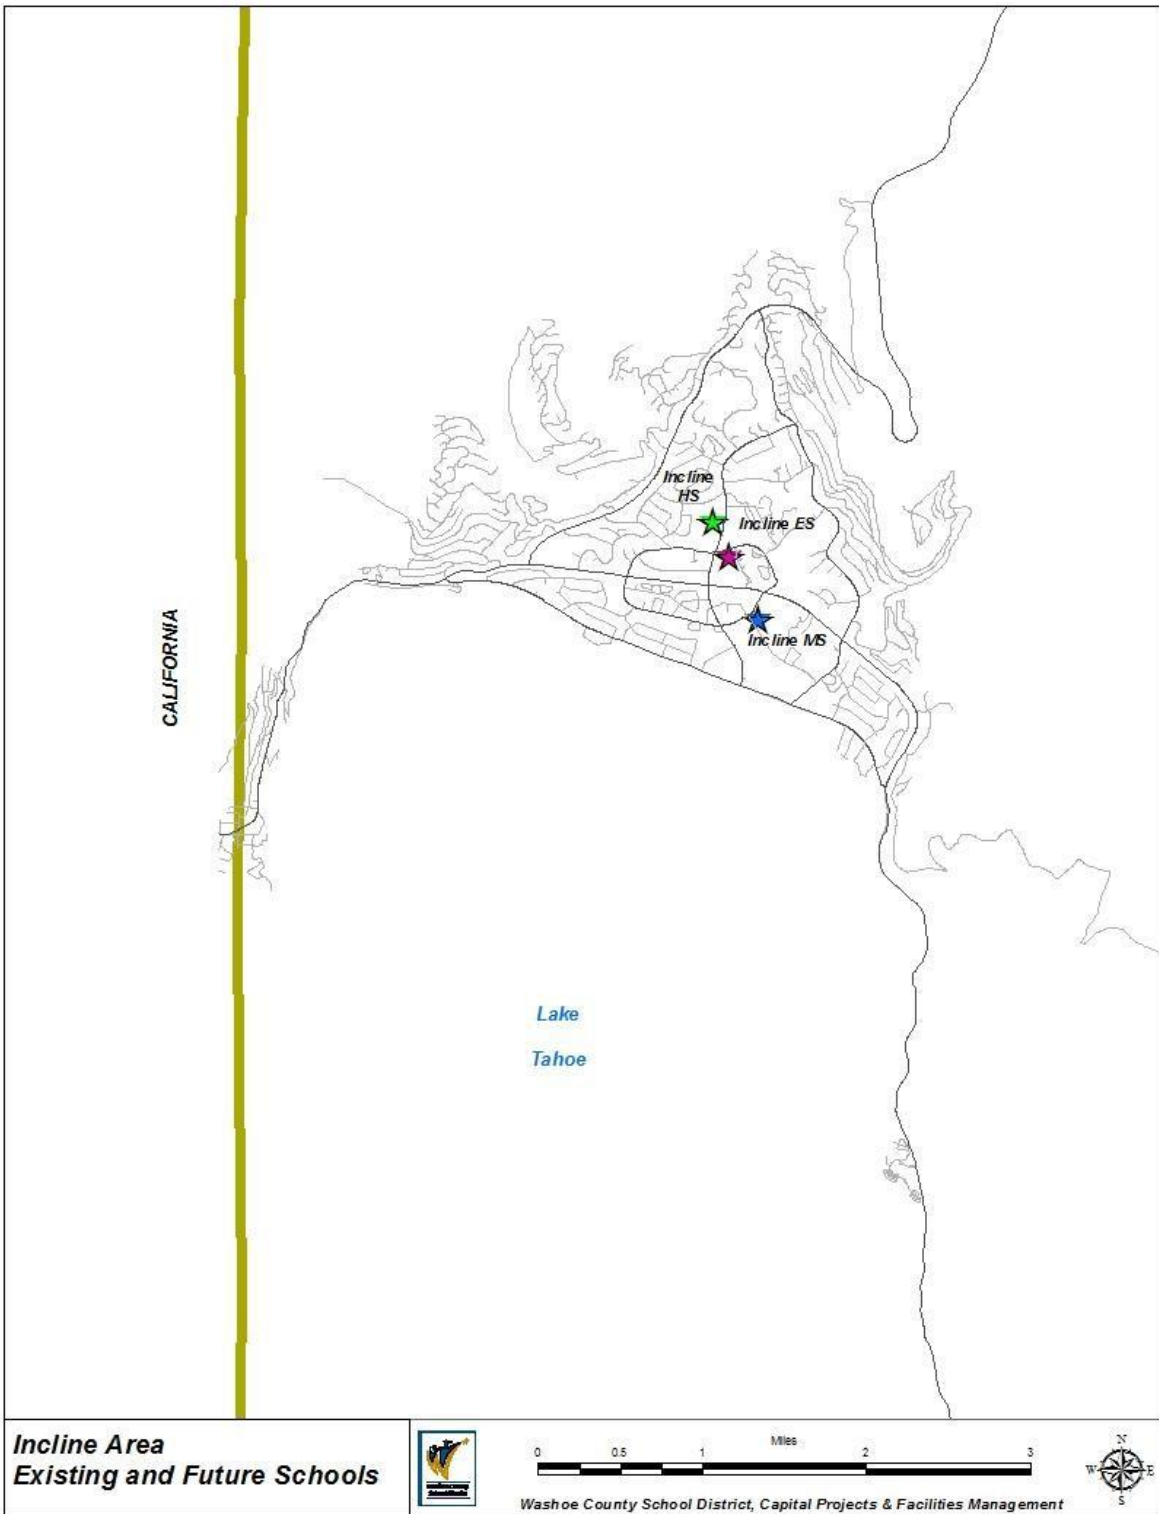 Incline
HS
Incline ES
Incline MS
CALIFORNIA
Lake
Tahoe
Incline Area
Existing and Future Schools
Miles
0 0.5 1 2 3
Washoe County School District, Capital Projects & Facilities Management
N
W E
S